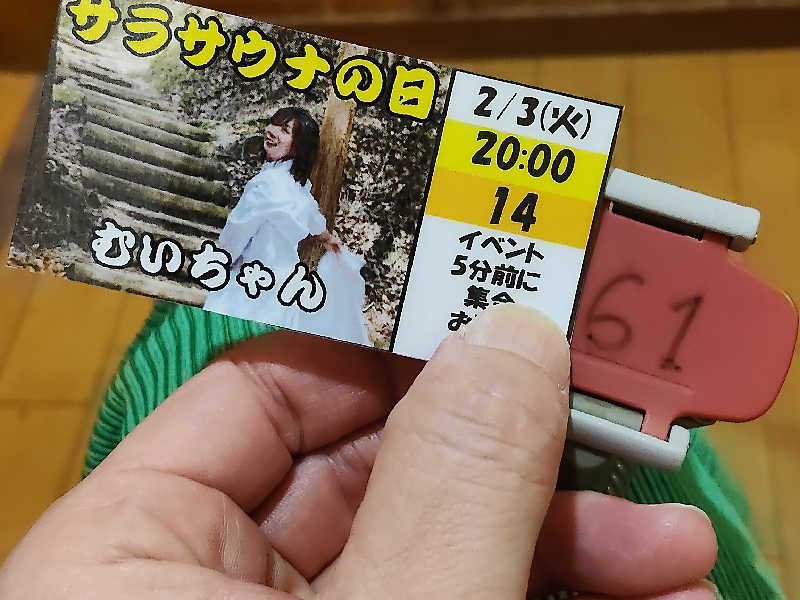 サラサウナの日
むいちゃん
2/3(火)
20:00
14
イベント
5分前に
集合
お
61